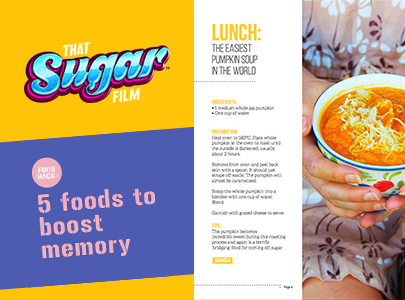 THAT
Sugar
FILM
FOOD
HACK:
5 foods to
boost
memory
LUNCH:
THE EASIEST
PUMPKIN SOUP
IN THE WORLD
INGREDIENTS:
• 1 medium whole jap pumpkin
• One cup of water
PREPARATION
Heat oven to 180°C. Place whole
pumpkin in the oven to roast until
the outside is darkened, usually
about 2 hours.
Remove from oven and peel back
skin with a spoon. It should just
scrape off easily. The pumpkin will
almost be caramelised.
Scoop the whole pumpkin into a
blender with one cup of water.
Blend.
Garnish with grated cheese to serve.
TIPS
The pumpkin becomes
incredibly sweet during this roasting
process and again is a terrific
'bridging' food for coming off sugar.
Page 6